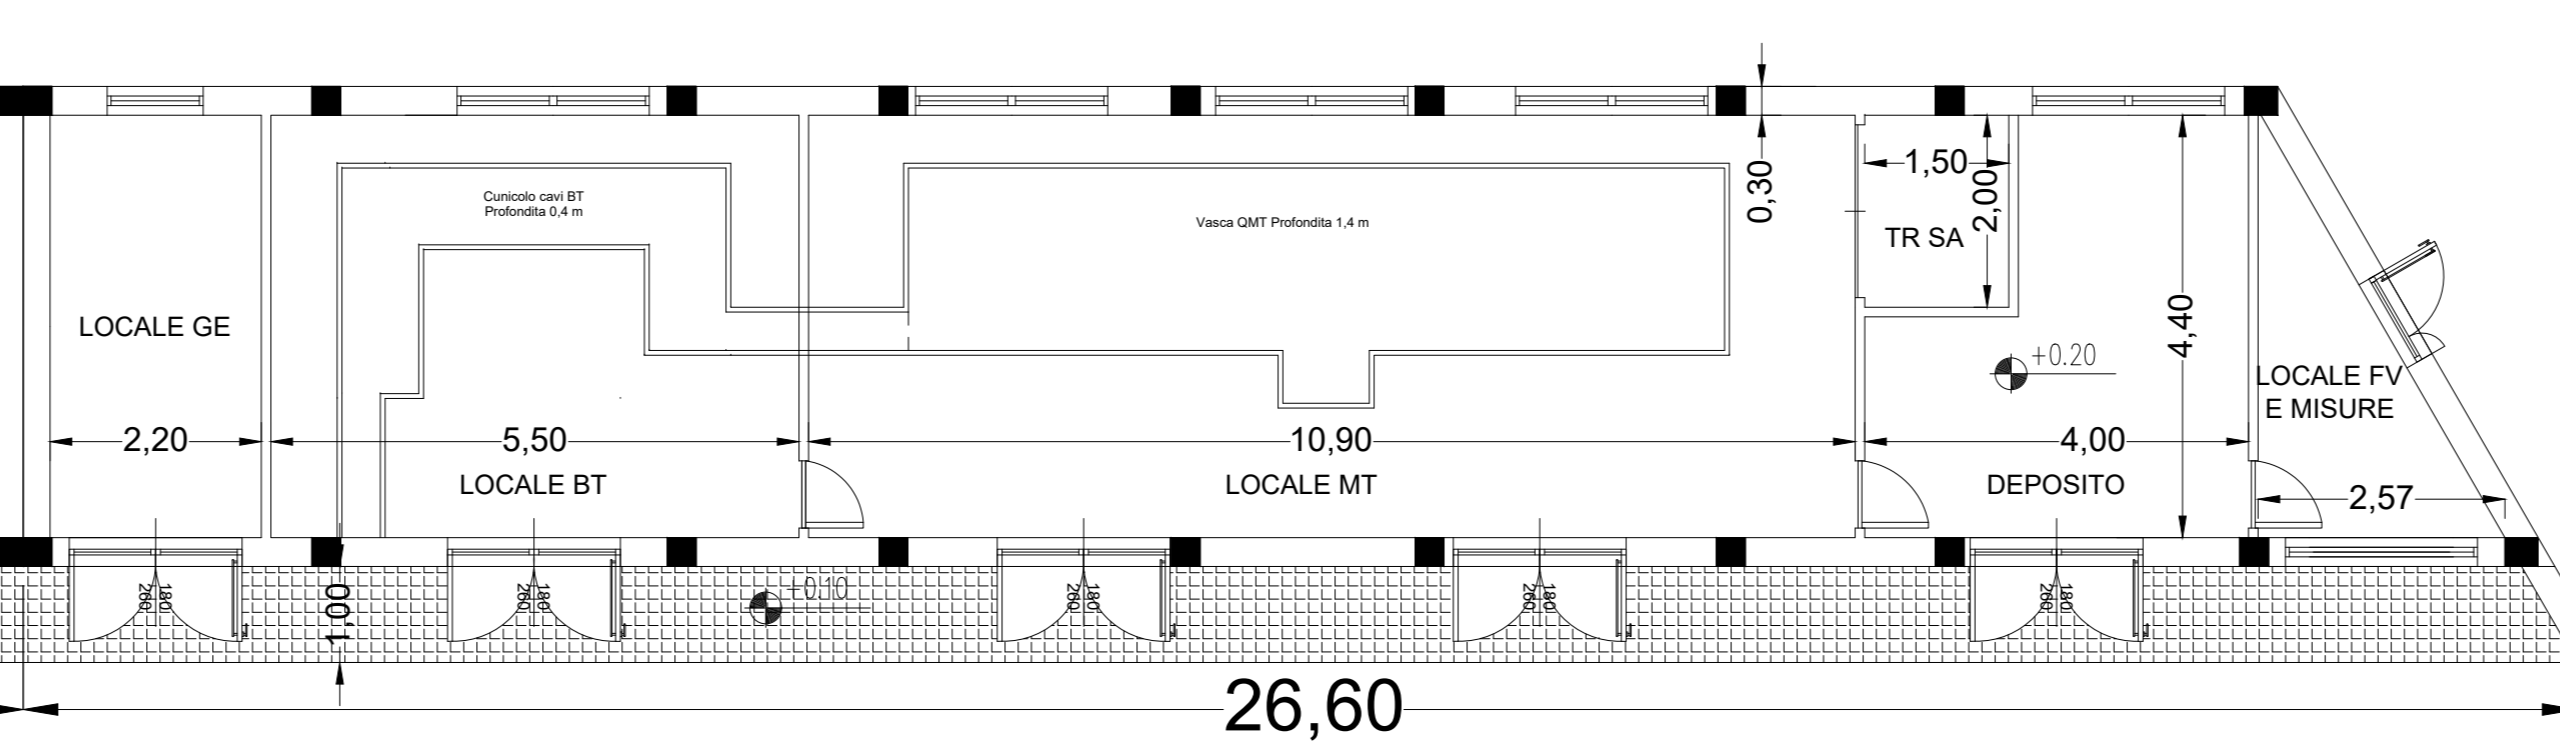 Cunicolo cavi BT
Profondita 0,4 m
Vasca QMT Profondita 1,4 m
0,30
1,50
2,00
TR SA
LOCALE GE
4,40
+0.20
LOCALE FV
E MISURE
2,20
5,50
10,90
4,00
LOCALE BT
LOCALE MT
DEPOSITO
2,57
180
260
1,00
180
260
+0.10
180
260
180
260
180
260
26,60